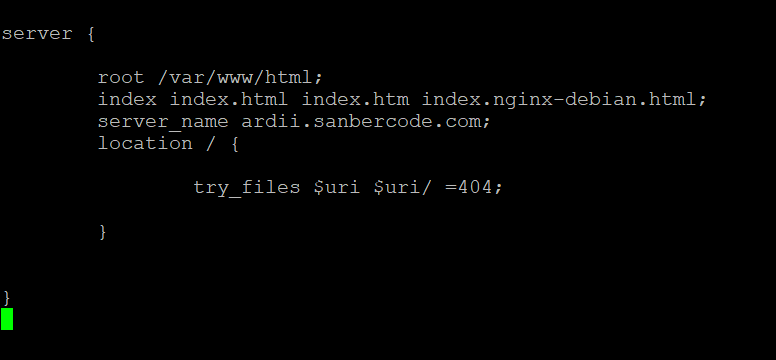 server {
root /var/www/html;
index index.html index.htm index.nginx-debian.html;
server_name ardii.sanbercode.com;
location / {
try_files $uri $uri/ =404;
}
}